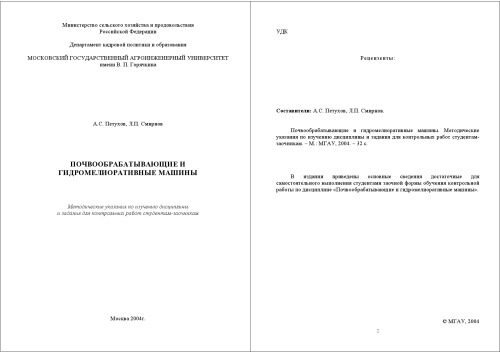 Министерство сельского хозяйства и продовольствия
Российской Федерации
Департамент кадровой политики и образования
МОСКОВСКИЙ ГОСУДАРСТВЕННЫЙ АГРОИНЖЕНЕРНЫЙ УНИВЕРСИТЕТ
имени В. П. Горячкина
А.С. Петухов, Л.П. Смирнов
ПОЧВООБРАБАТЫВАЮЩИЕ И
ГИДРОМЕЛИОРАТИВНЫЕ МАШИНЫ
Методические указания по изучению дисциплины
и задания для контрольных работ студентам-заочникам
Москва 2004г.
УДК
Рецензенты:
Составители: А.С. Петухов, Л.П. Смирнов.
Почвообрабатывающие и гидромелиоративные машины. Методические
указания по изучению дисциплины и задания для контрольных работ студентам-
заочникам. – М.: МГАУ, 2004. – 32 с.
В издании приведены основные сведения достаточные для
самостоятельного выполнения студентами заочной формы обучения контрольной
работы по дисциплине «Почвообрабатывающие и гидромелиоративные машины».
© МГАУ, 2004
2